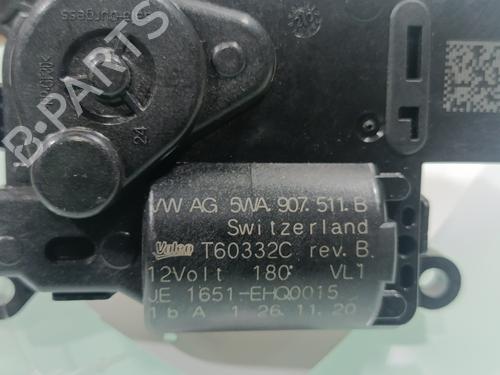 24
VW AG 5WA.907.511.B
Switzerland
Valeo T60332C rev.B
12Volt 180° VL1
JE 1651-EHQ0015
1 b A 1 26.11.20
B-PARTS